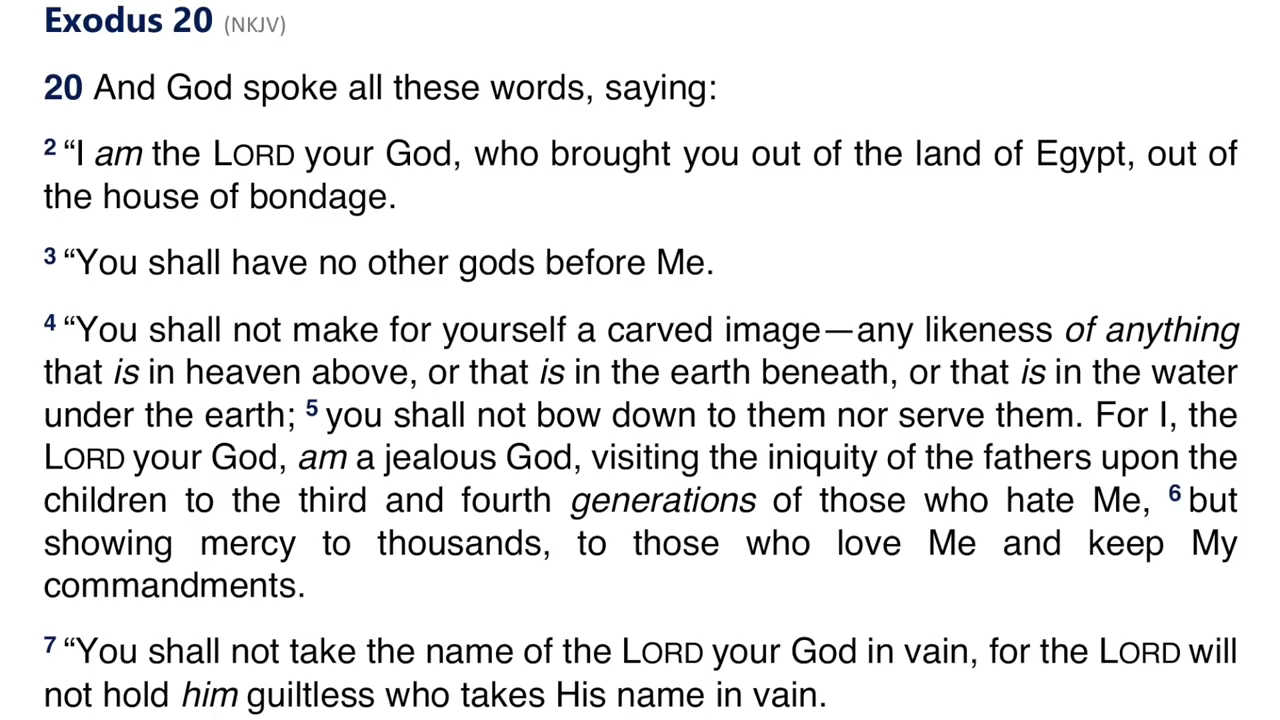 Exodus 20 (NKJV)
20 And God spoke all these words, saying:
2 “I am the LORD your God, who brought you out of the land of Egypt, out of
the house of bondage.
3 “You shall have no other gods before Me.
4 “You shall not make for yourself a carved image—any likeness of anything
that is in heaven above, or that is in the earth beneath, or that is in the water
under the earth; 5 you shall not bow down to them nor serve them. For I, the
LORD your God, am a jealous God, visiting the iniquity of the fathers upon the
children to the third and fourth generations of those who hate Me, 6 but
showing mercy to thousands, to those who love Me and keep My
commandments.
7 “You shall not take the name of the LORD your God in vain, for the LORD will
not hold him guiltless who takes His name in vain.